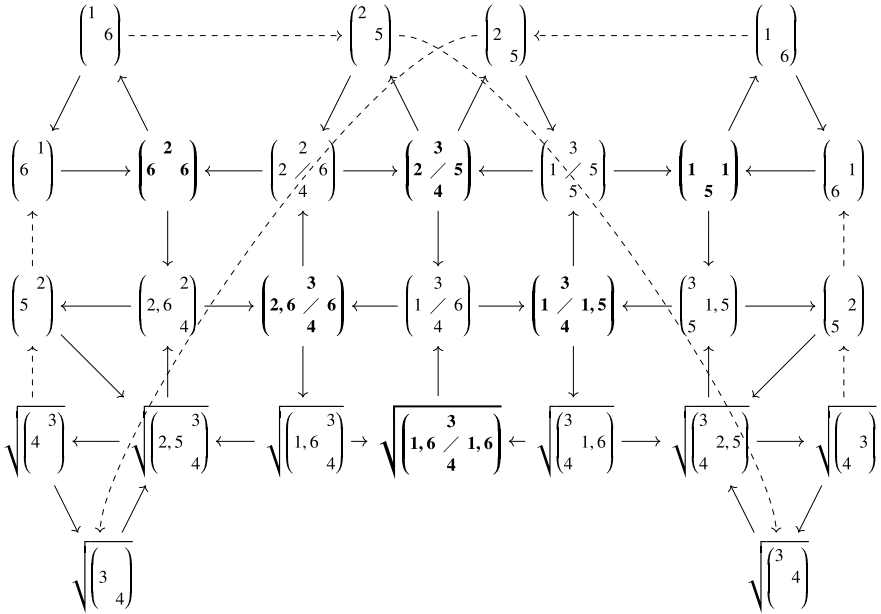 (1 6) (2 5) (2 5) (1 6)
1 2 2 3 3 1
(6 ) (6 6) (2 ⁄ 6) (2 ⁄ 5) (1 ⁄ 5) (1 1) ( 6)
4 4 5 5
2 2 3 3 3 3
(5 ) (2,6 ) (2,6 ⁄ 6) (1 ⁄ 6) (1 ⁄ 1,5) ( 1,5) ( 2)
4 4 4 4 5 5
3 3 3 3 3 3 3
√(4 ) √(2,5 ) √(1,6 ) √(1,6 ⁄ 1,6) √( 1,6) √( 2,5) √( )
4 4 4 4 4 4
√(3 4) √(3 4)